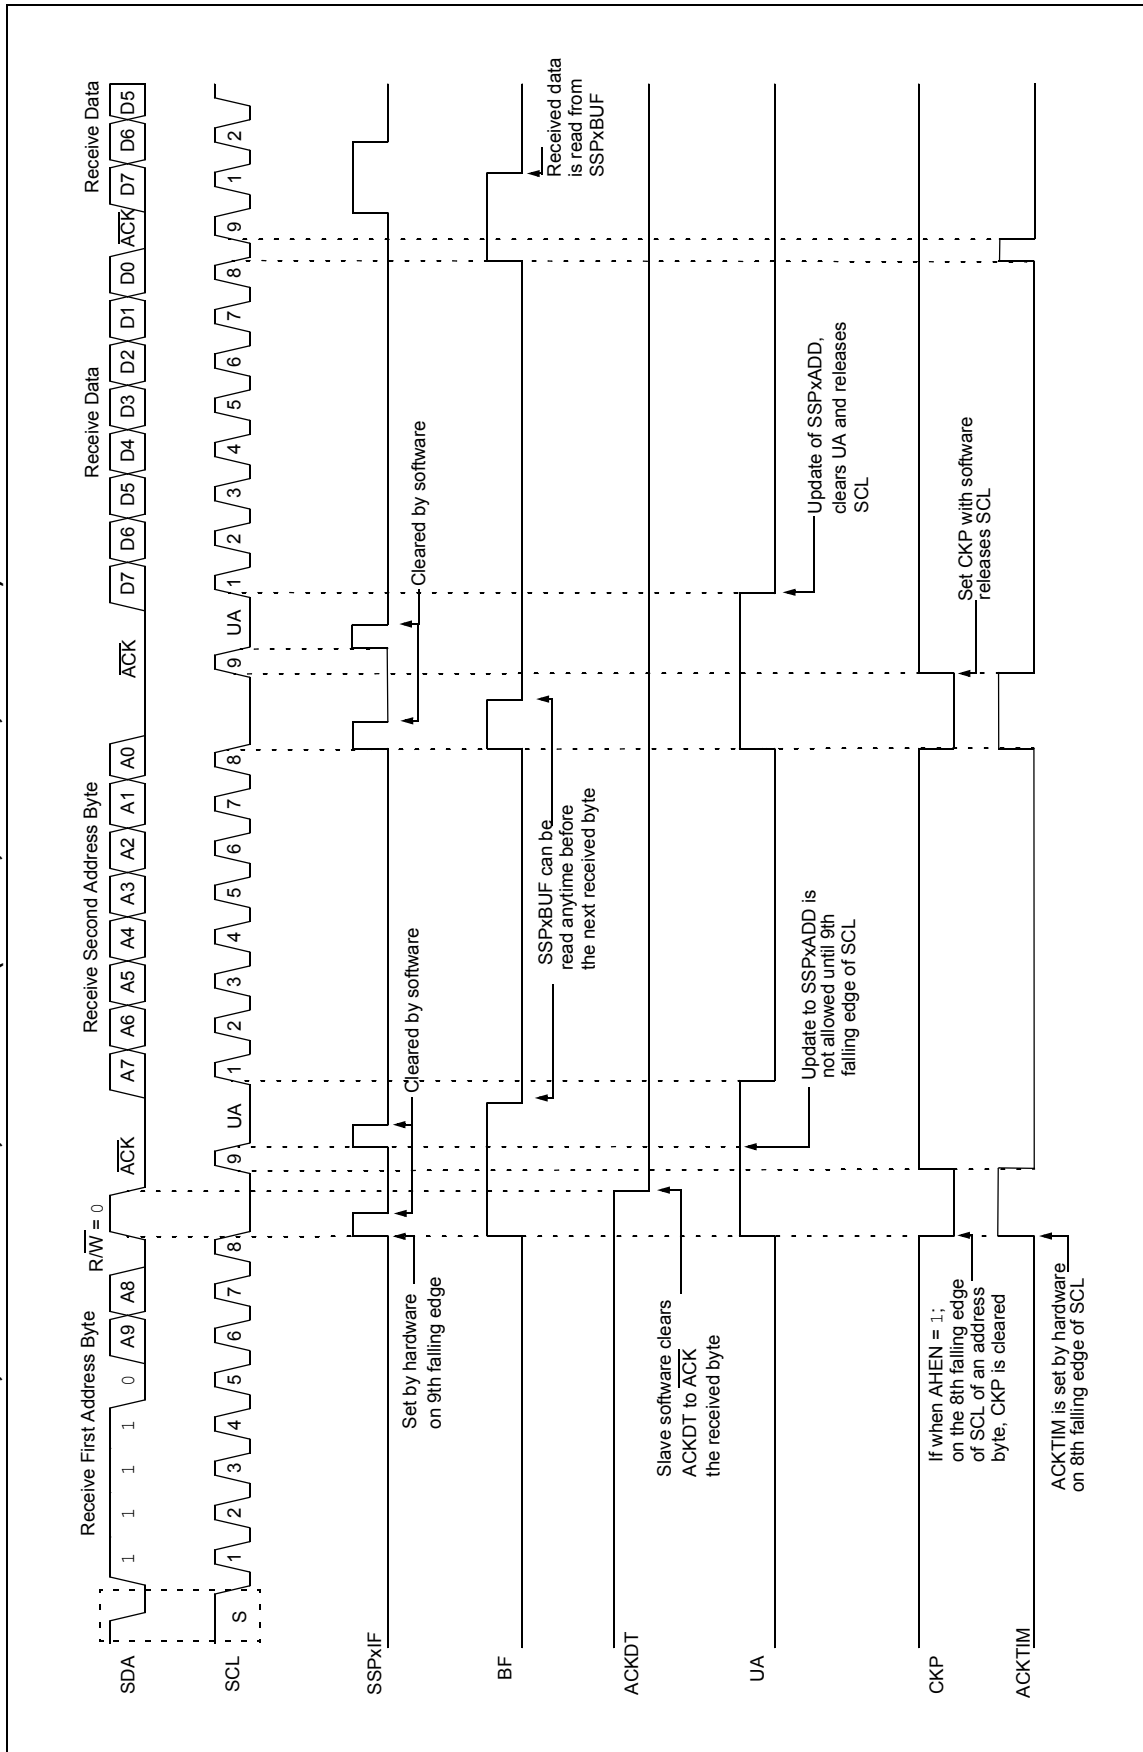 Receive First Address Byte
R/W = 0
Receive Second Address Byte
Receive Data
Receive Data
SDA
1 1 1 1 0 A9 A8
ACK
A7 A6 A5 A4 A3 A2 A1 A0
ACK
D7 D6 D5 D4 D3 D2 D1 D0
ACK
D7 D6 D5
SCL
S 1 2 3 4 5 6 7 8 9 UA 1 2 3 4 5 6 7 8 9 UA 1 2 3 4 5 6 7 8 9 1 2
SSPxIF
Set by hardware
on 9th falling edge
Cleared by software
Cleared by software
BF
SSPxBUF can be
read anytime before
the next received byte
Received data
is read from
SSPxBUF
ACKDT
Slave software clears
ACKDT to ACK
the received byte
UA
Update to SSPxADD is
not allowed until 9th
falling edge of SCL
Update of SSPxADD,
clears UA and releases
SCL
CKP
If when AHEN = 1;
on the 8th falling edge
of SCL of an address
byte, CKP is cleared
Set CKP with software
releases SCL
ACKTIM
ACKTIM is set by hardware
on 8th falling edge of SCL